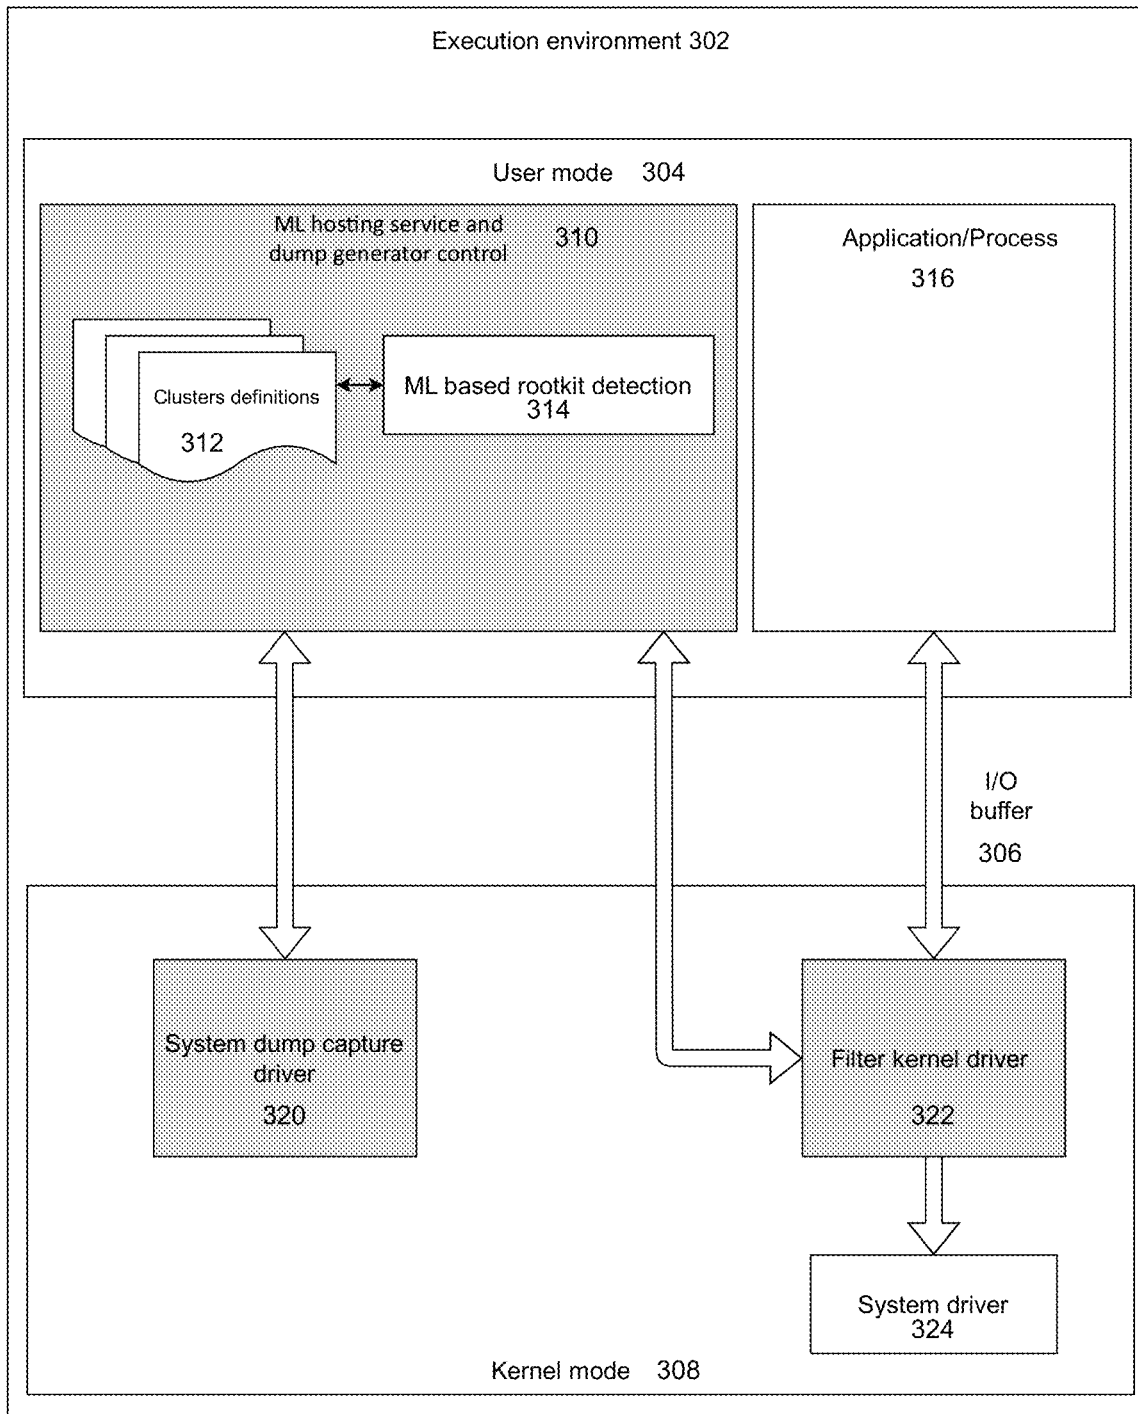 Execution environment 302
User mode 304
ML hosting service and
dump generator control
310
Application/Process
316
Clusters definitions
312
ML based rootkit detection
314
I/O
buffer
306
System dump capture
driver
320
Filter kernel driver
322
System driver
324
Kernel mode 308